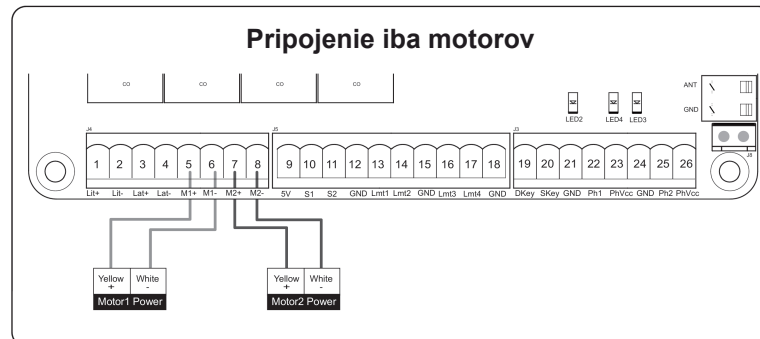 Pripojenie iba motorov
CO CO CO CO
ANT
GND
LED2 LED4 LED3
J4 J5 J3 J8
1 2 3 4 5 6 7 8 9 10 11 12 13 14 15 16 17 18 19 20 21 22 23 24 25 26
Lit+ Lit- Lat+ Lat- M1+ M1- M2+ M2- 5V S1 S2 GND Lmt1 Lmt2 GND Lmt3 Lmt4 GND DKey SKey GND Ph1 PhVcc GND Ph2 PhVcc
Yellow White Yellow White
+ - + -
Motor1 Power Motor2 Power